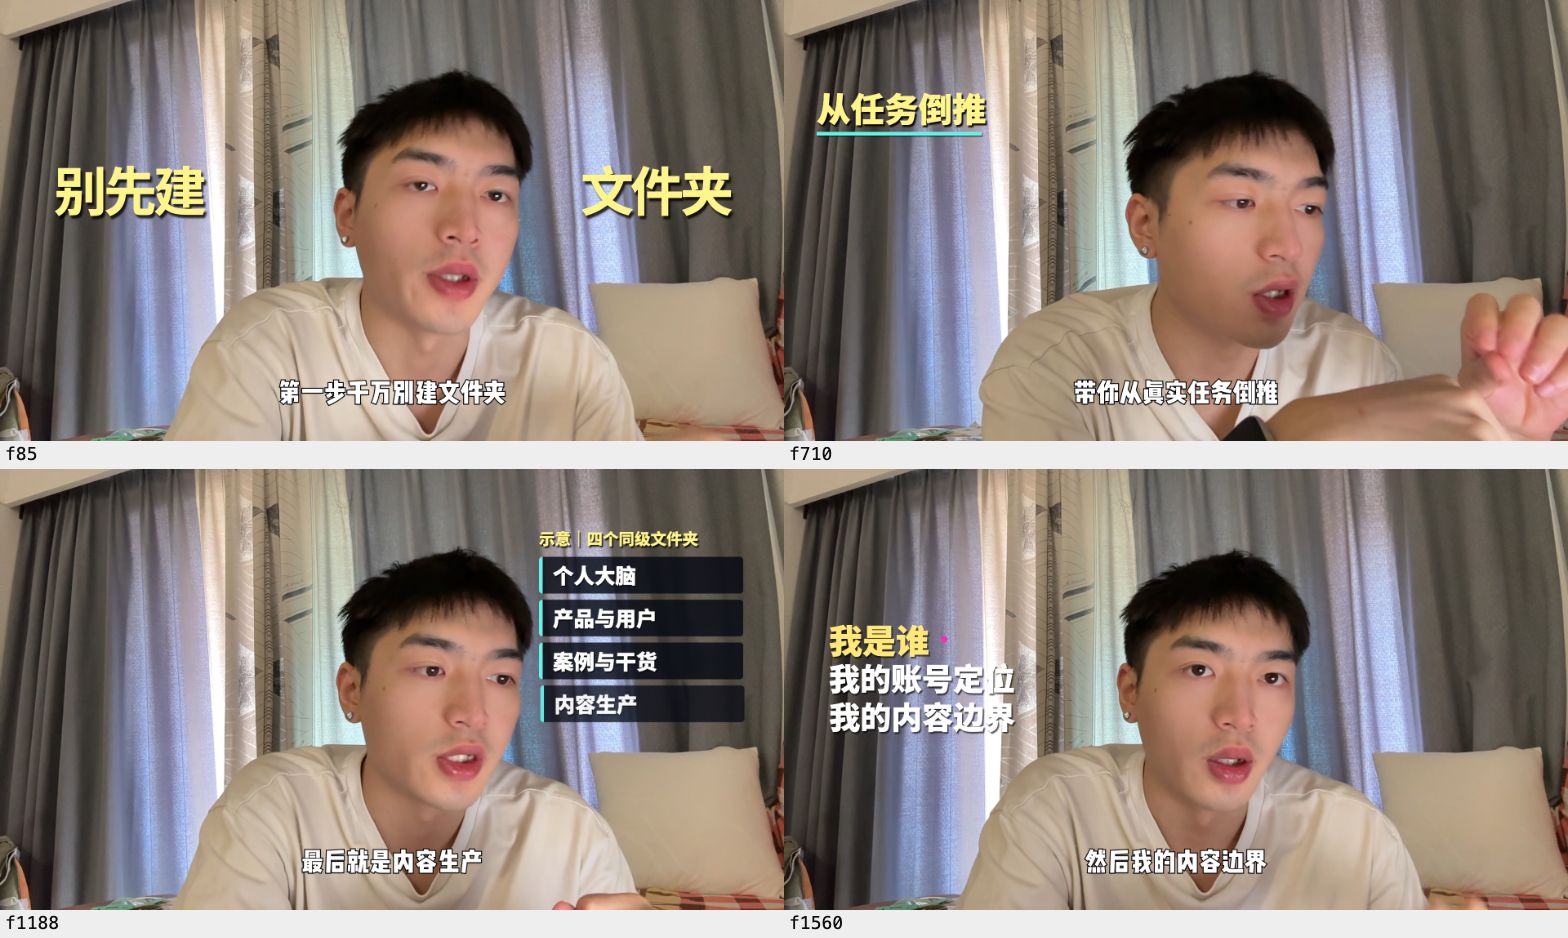 别先建
文件夹
第一步千万别建文件夹
f85
从任务倒推
带你从真实任务倒推
f710
示意｜四个同级文件夹
个人大脑
产品与用户
案例与干货
内容生产
最后就是内容生产
f1188
我是谁
我的账号定位
我的内容边界
然后我的内容边界
f1560